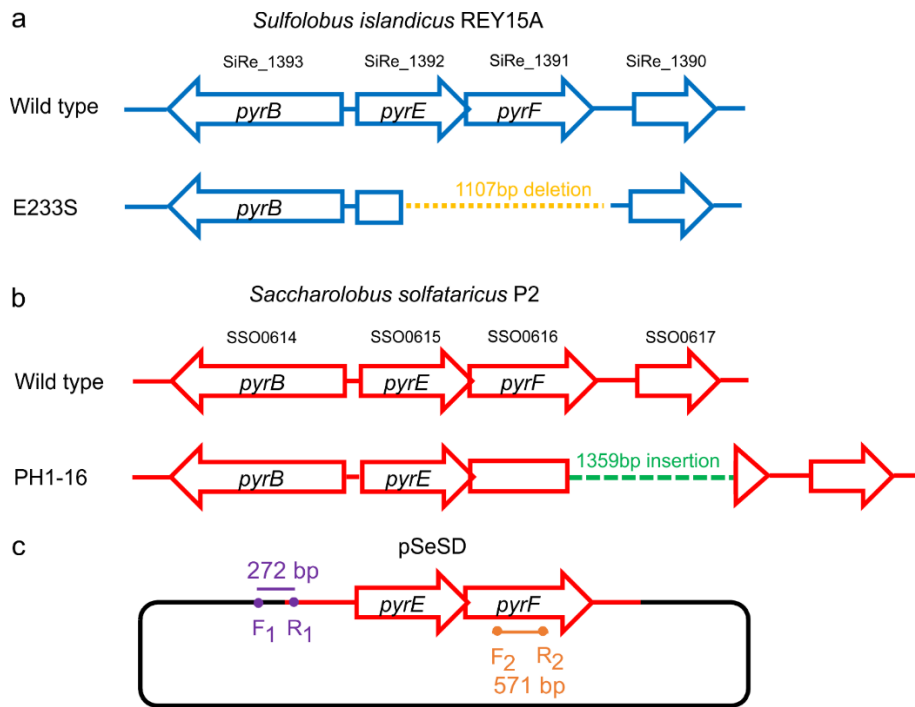 a
Sulfolobus islandicus REY15A
SiRe_1393 SiRe_1392 SiRe_1391 SiRe_1390
Wild type pyrB pyrE pyrF
1107bp deletion
E233S pyrB
b
Saccharolobus solfataricus P2
SSO0614 SSO0615 SSO0616 SSO0617
Wild type pyrB pyrE pyrF
1359bp insertion
PH1-16 pyrB pyrE
c
pSeSD
272 bp
pyrE pyrF
F1 R1
F2 R2
571 bp